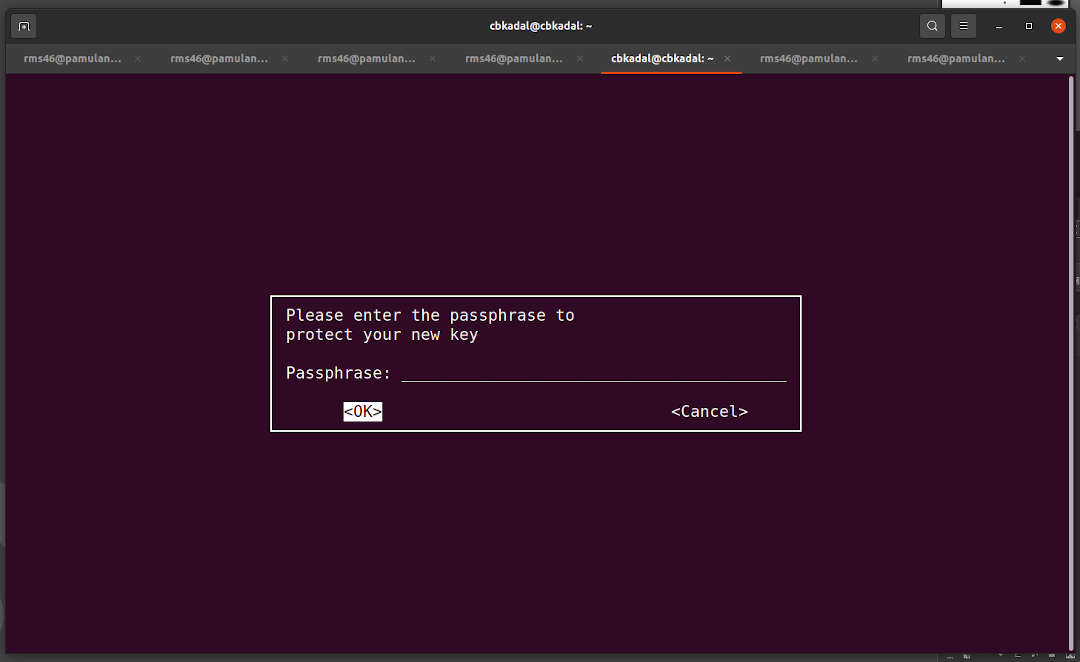 cbkadal@cbkadal: ~
rms46@pamulan... × rms46@pamulan... × rms46@pamulan... × rms46@pamulan... × cbkadal@cbkadal: ~ × rms46@pamulan... × rms46@pamulan... ×
Please enter the passphrase to
protect your new key
Passphrase: ________________________________________
<OK> <Cancel>